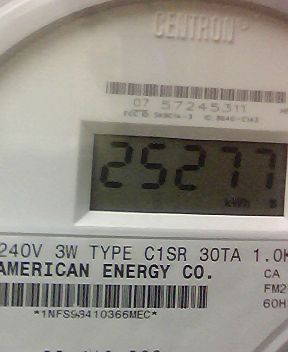 CENTRON®
07 57245311
25277
kWh
240V 3W TYPE C1SR 30TA 1.0K
AMERICAN ENERGY CO.
CA
FM2
60H
*1NFS98410366MEC*